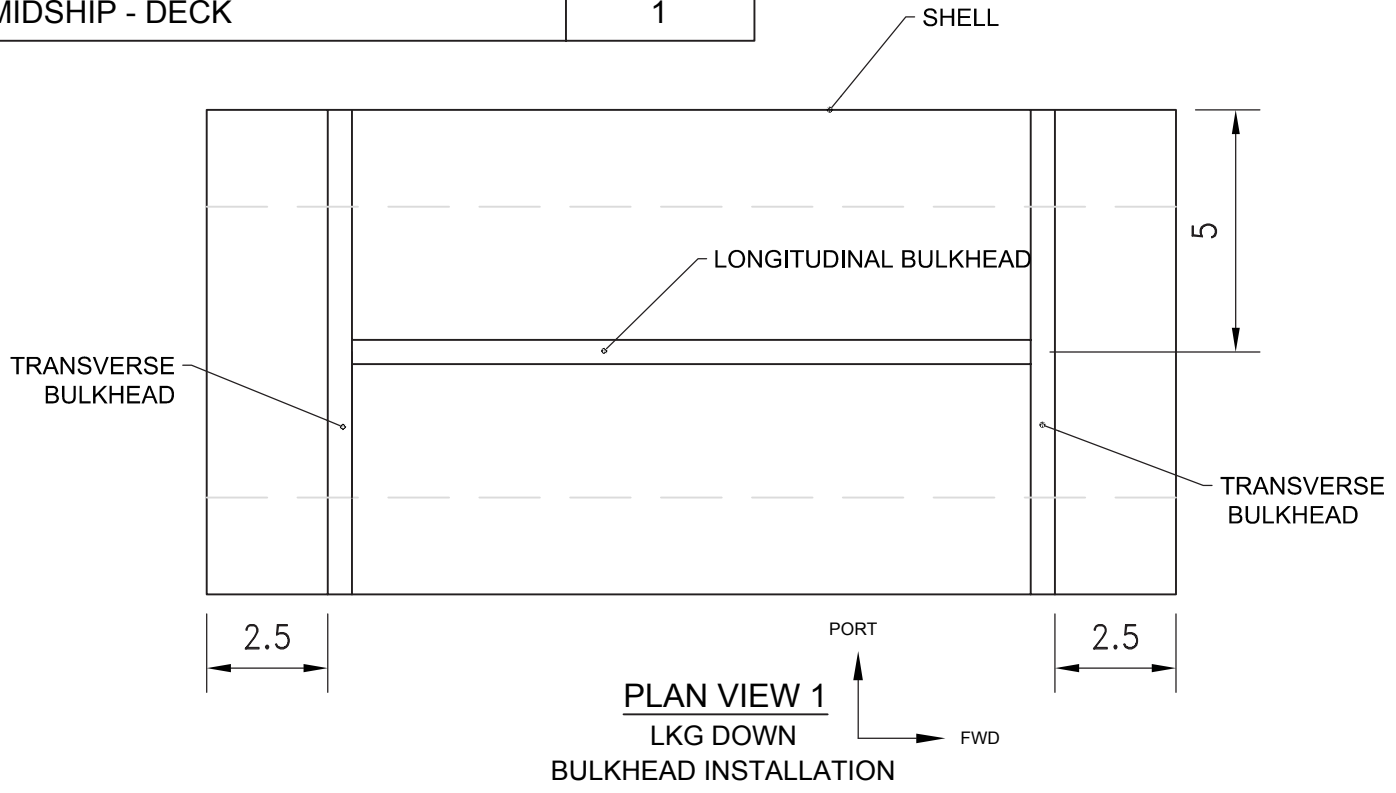 MIDSHIP - DECK 1
SHELL
5
LONGITUDINAL BULKHEAD
TRANSVERSE
BULKHEAD
TRANSVERSE
BULKHEAD
2.5
PORT
2.5
PLAN VIEW 1
LKG DOWN
FWD
BULKHEAD INSTALLATION